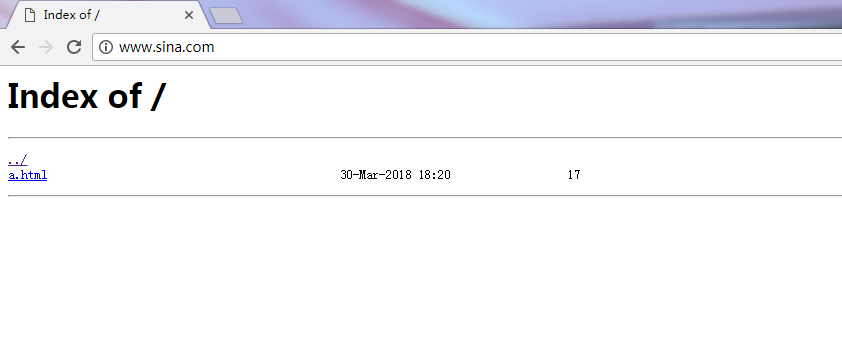 Index of /
www.sina.com
Index of /
../
a.html 30-Mar-2018 18:20 17